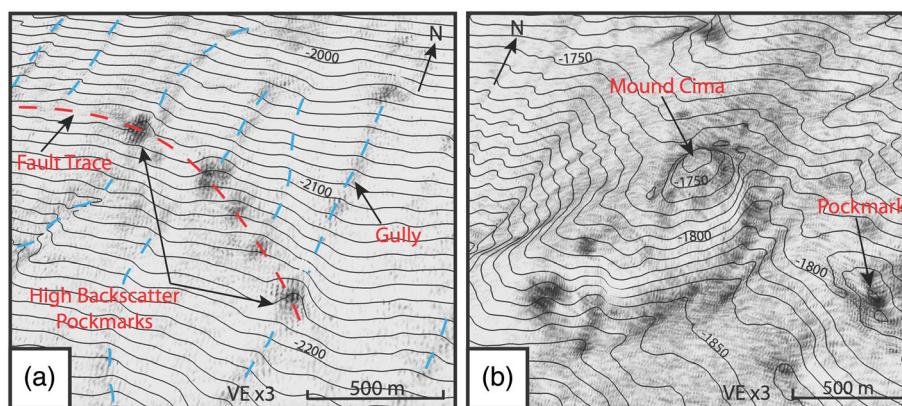 -2000
N
Fault Trace
-2100
Gully
High Backscatter
Pockmarks
-2200
(a)
VE x3
500 m
N
-1750
Mound Cima
-1750
Pockmark
-1800
-1800
-1850
(b)
VE x3
500 m